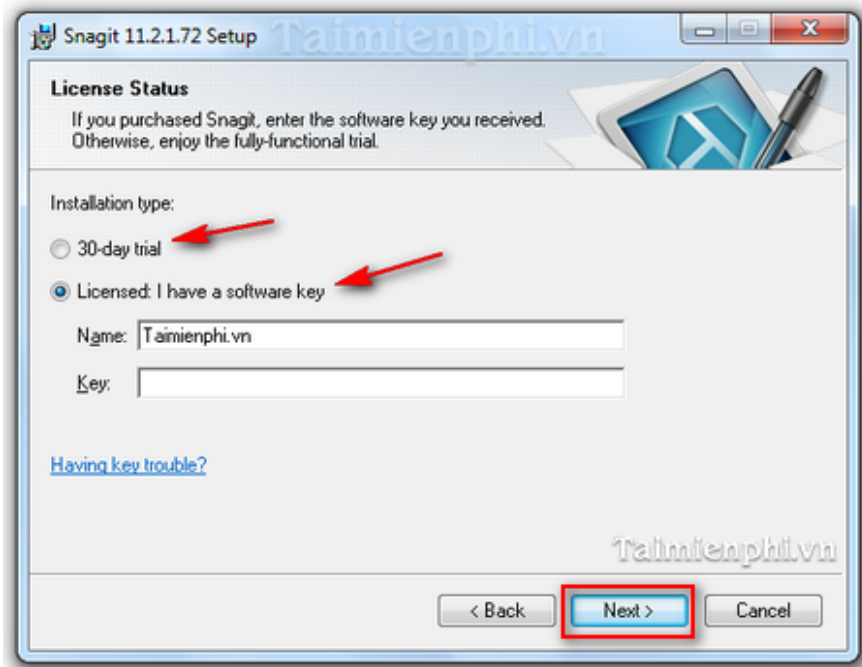 Snagit 11.2.1.72 Setup
Taimienphi.vn
License Status
If you purchased Snagit, enter the software key you received.
Otherwise, enjoy the fully-functional trial.
Installation type:
30-day trial
Licensed: I have a software key
Name: Taimienphi.vn
Key:
Having key trouble?
Taimienphi.vn
< Back Next > Cancel